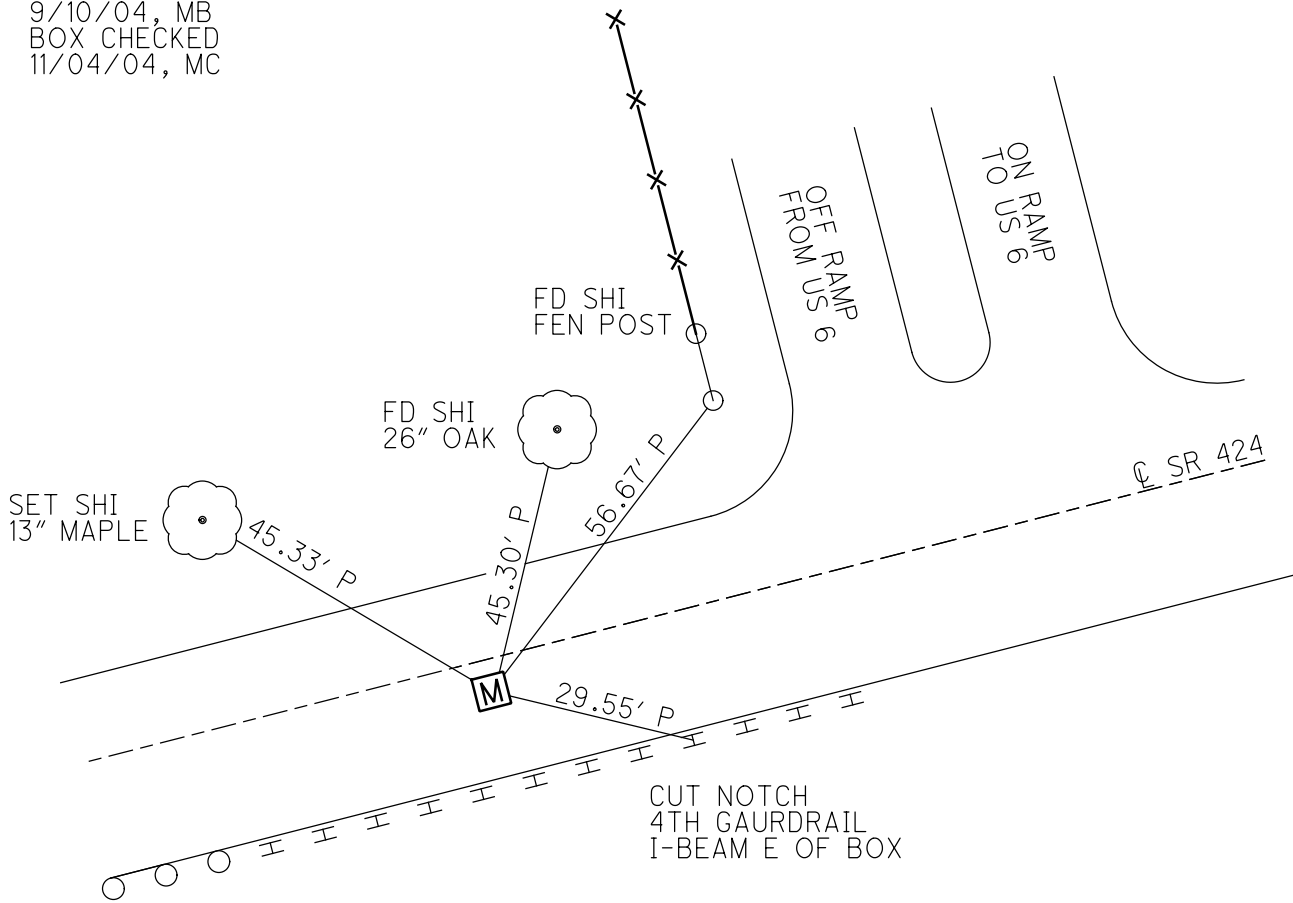 9/10/04, MB
BOX CHECKED
11/04/04, MC
ON RAMP
TO US 6
OFF RAMP
FROM US 6
FD SHI
FEN POST
FD SHI
26" OAK
56.67' P
℄ SR 424
SET SHI
13" MAPLE
45.33' P
45.30' P
M
29.55' P
CUT NOTCH
4TH GAURDRAIL
I-BEAM E OF BOX